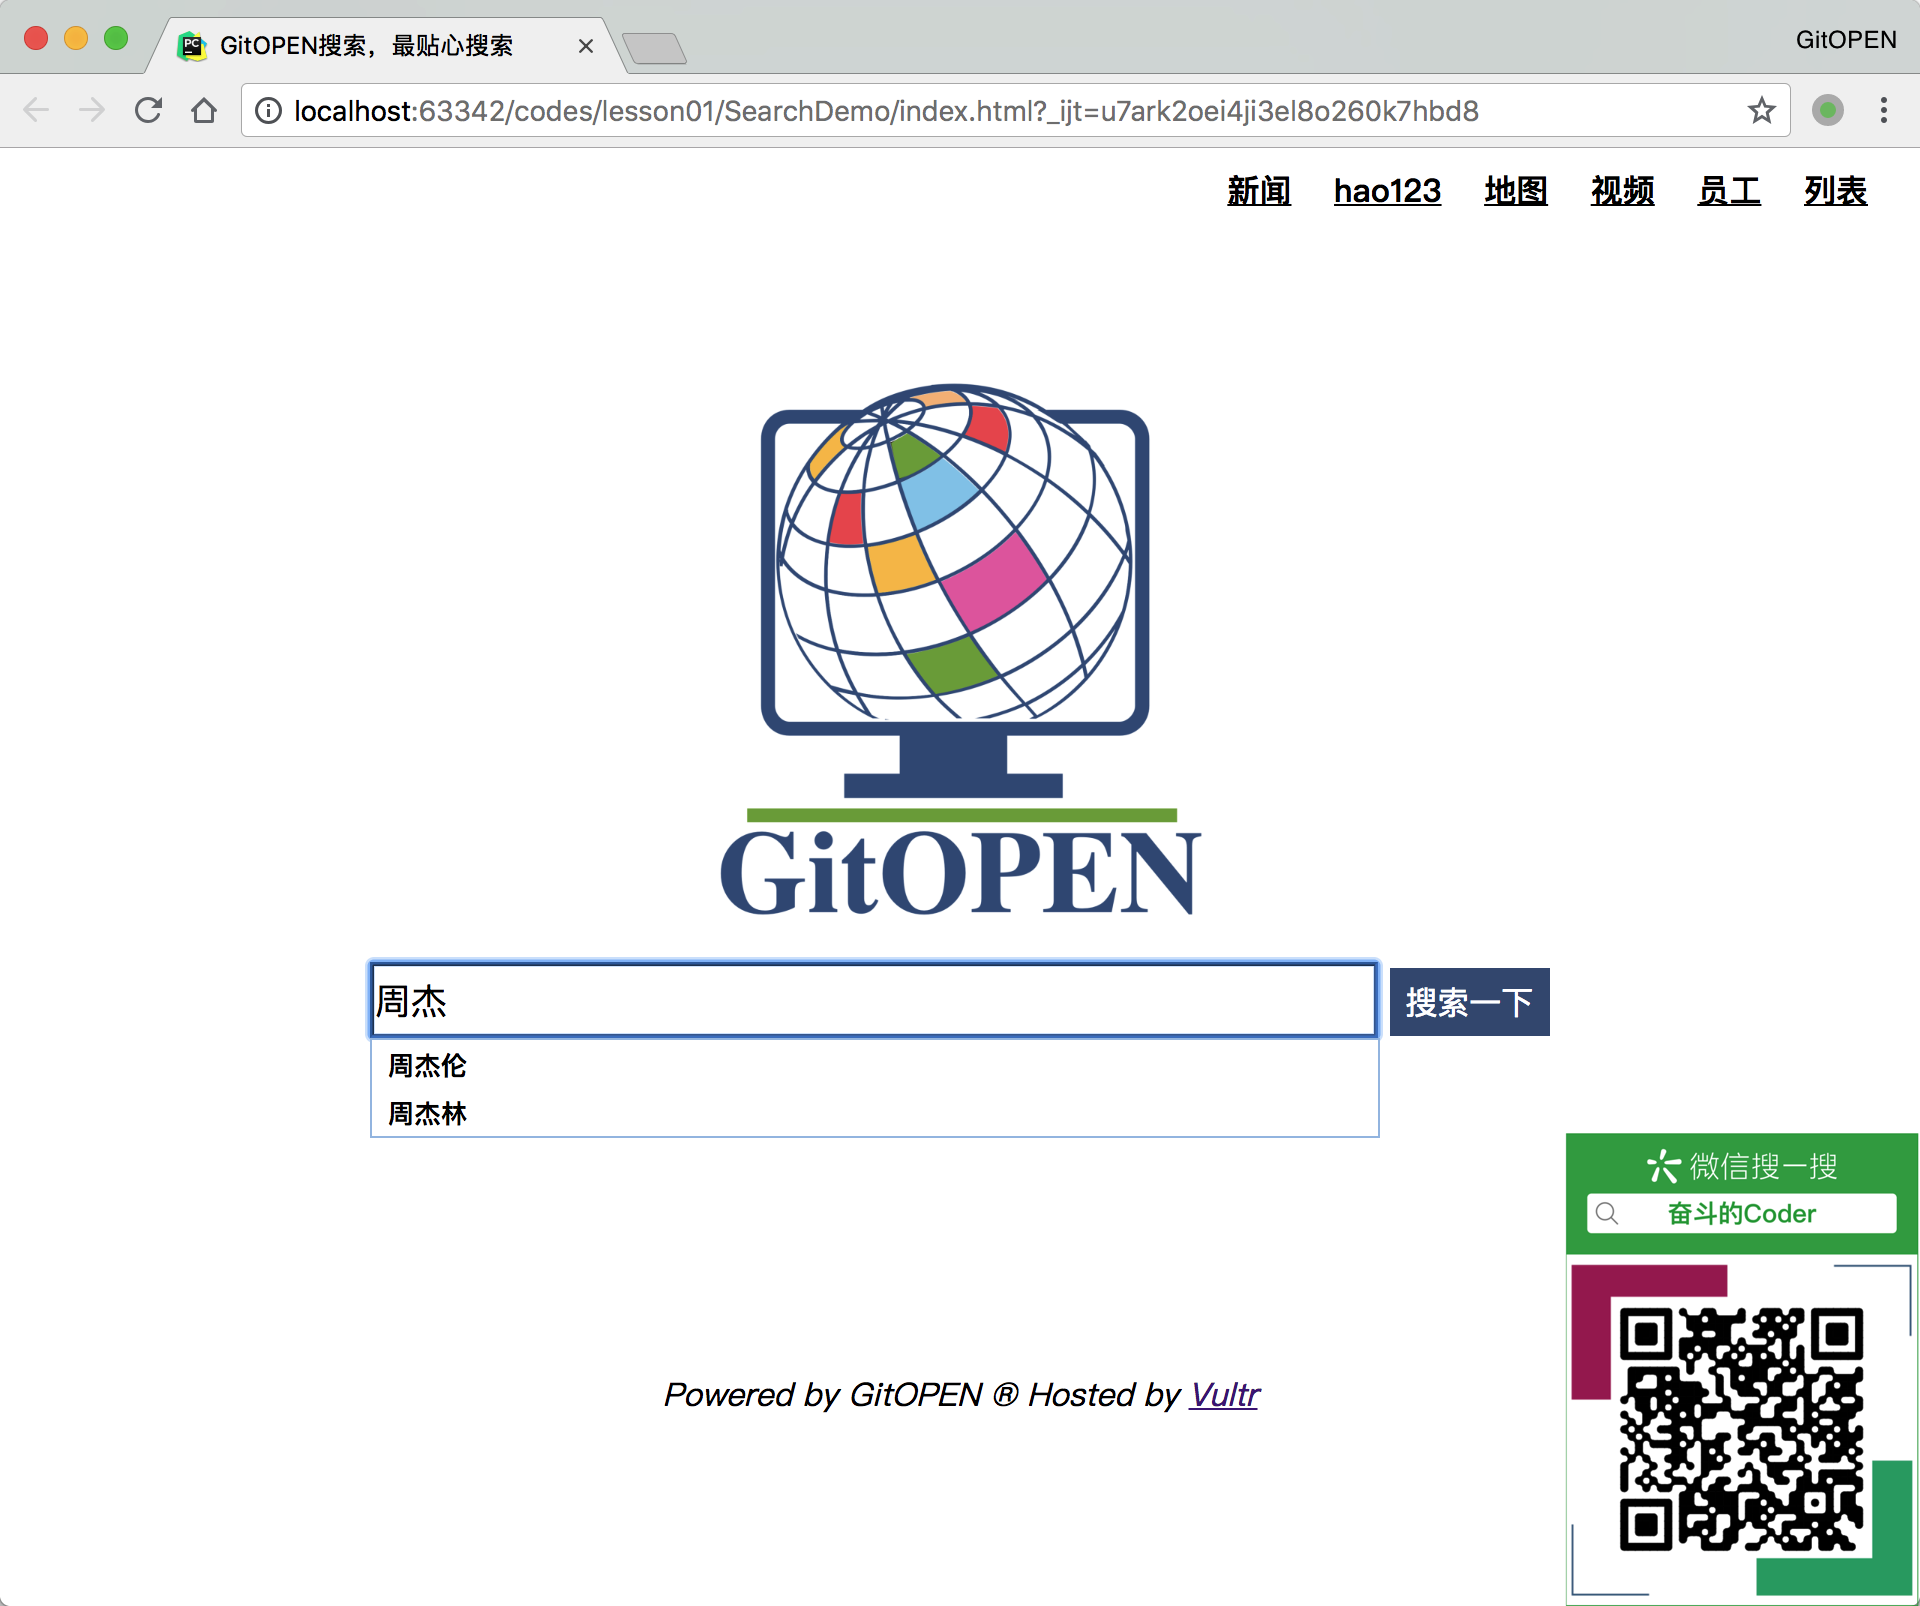 GitOPEN搜索，最贴心搜索
GitOPEN
localhost:63342/codes/lesson01/SearchDemo/index.html?_ijt=u7ark2oei4ji3el8o260k7hbd8
新闻 hao123 地图 视频 员工 列表
GitOPEN
周杰
搜索一下
周杰伦
周杰林
微信搜一搜
奋斗的Coder
Powered by GitOPEN ® Hosted by Vultr